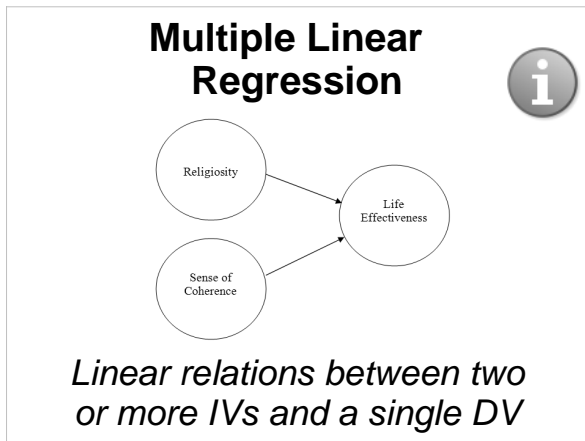 Multiple Linear
Regression
i
Religiosity
Life
Effectiveness
Sense of
Coherence
Linear relations between two
or more IVs and a single DV